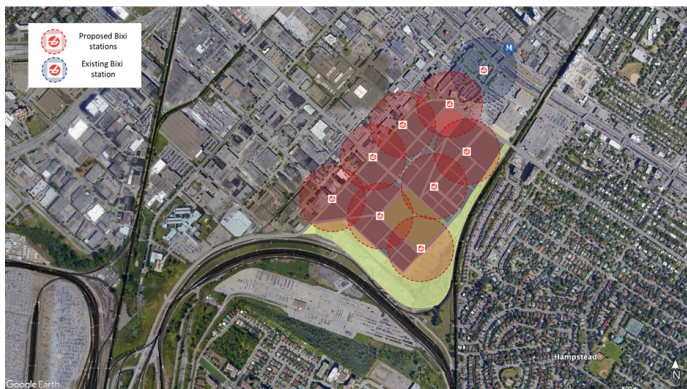 Proposed Bixi
stations
Existing Bixi
station
M
Hampstead
Google Earth
N